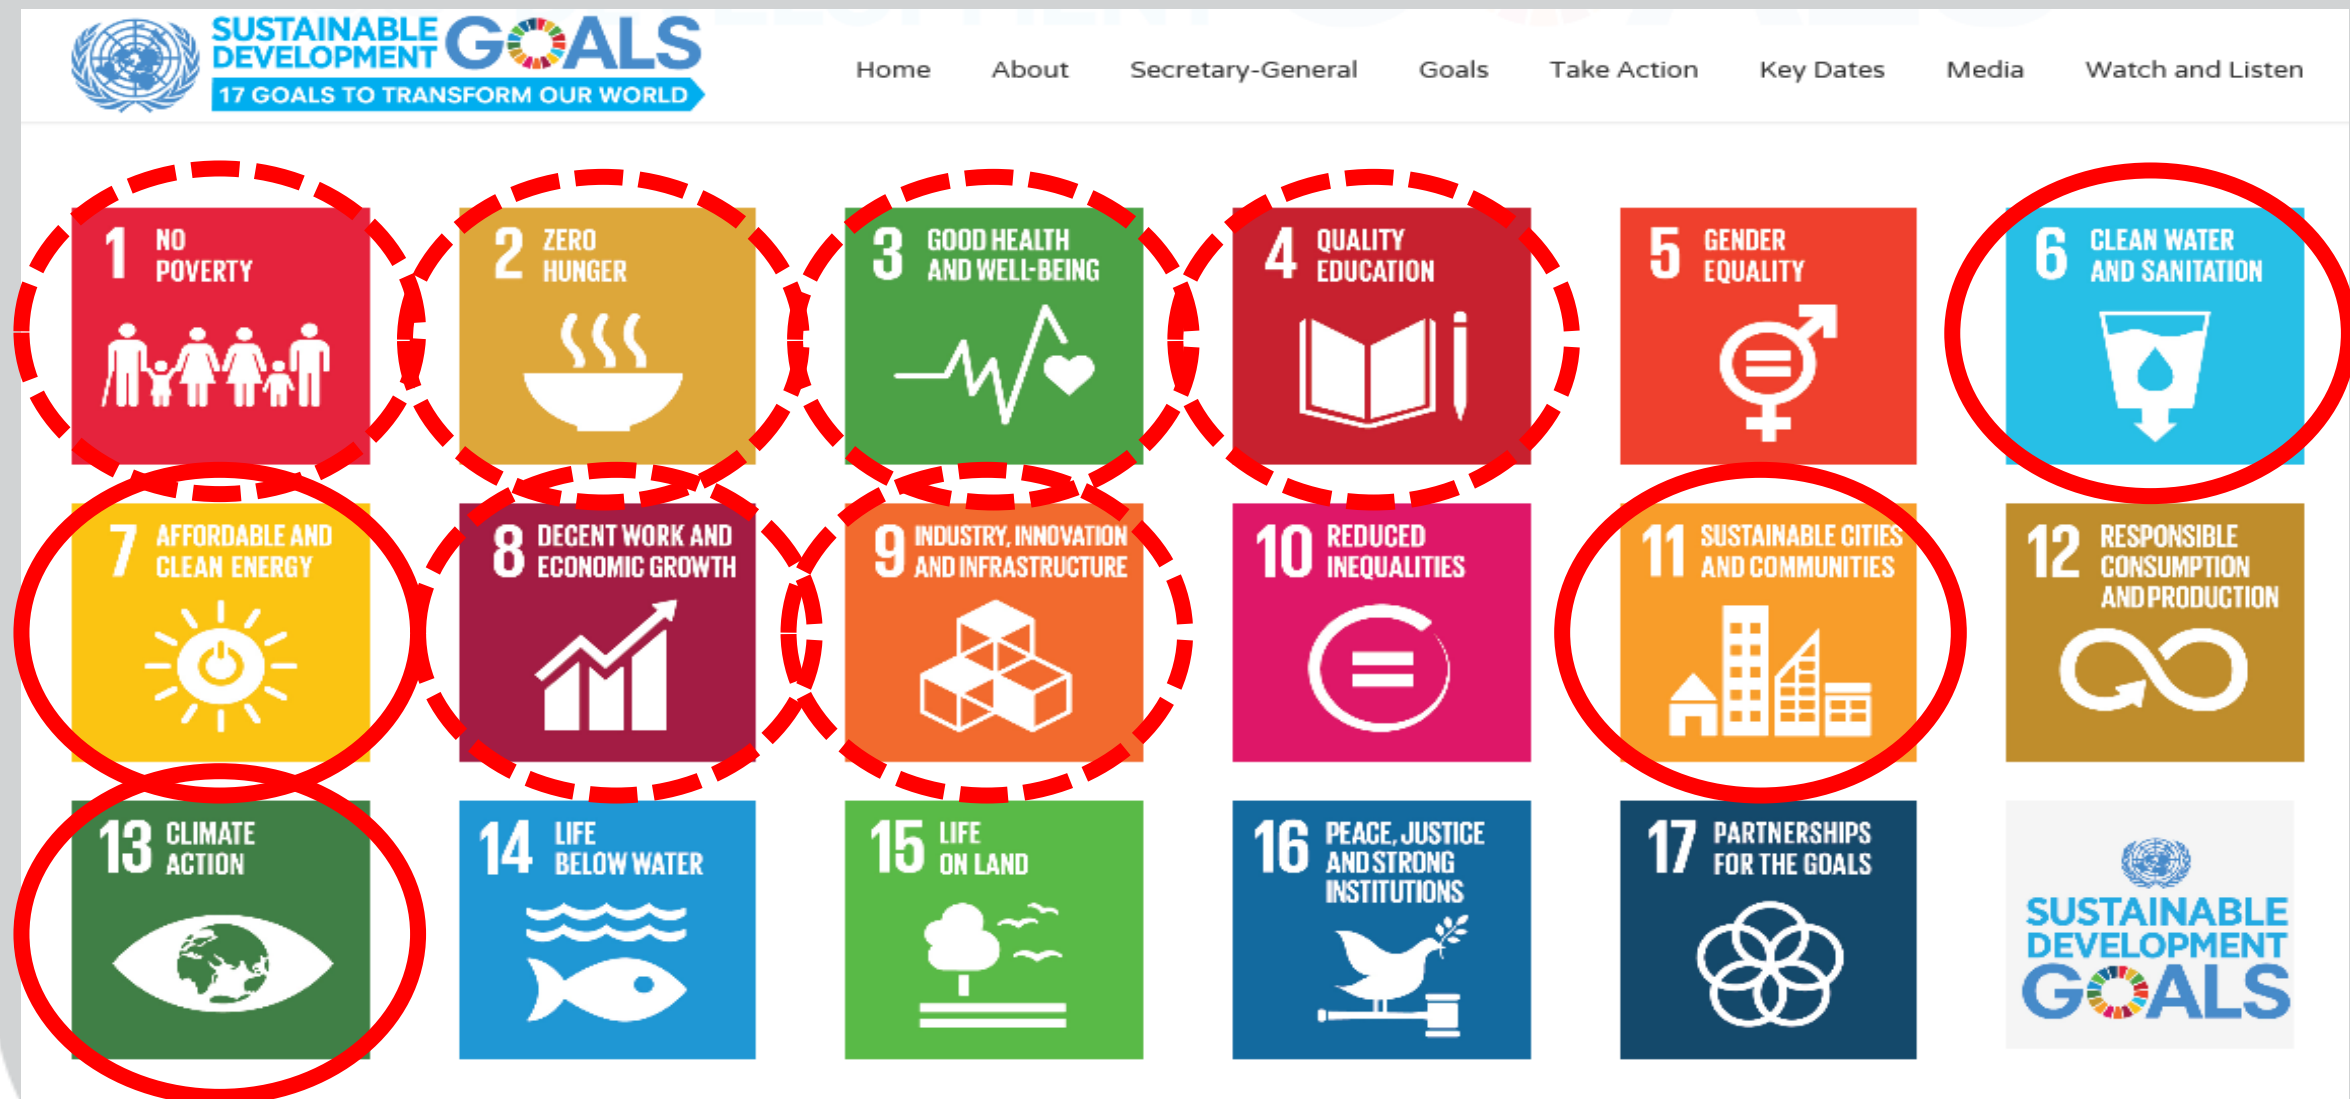 SUSTAINABLE
DEVELOPMENT GOALS
17 GOALS TO TRANSFORM OUR WORLD
Home About Secretary-General Goals Take Action Key Dates Media Watch and Listen
1 NO
POVERTY
2 ZERO
HUNGER
3 GOOD HEALTH
AND WELL-BEING
4 QUALITY
EDUCATION
5 GENDER
EQUALITY
6 CLEAN WATER
AND SANITATION
7 AFFORDABLE AND
CLEAN ENERGY
8 DECENT WORK AND
ECONOMIC GROWTH
9 INDUSTRY, INNOVATION
AND INFRASTRUCTURE
10 REDUCED
INEQUALITIES
11 SUSTAINABLE CITIES
AND COMMUNITIES
12 RESPONSIBLE
CONSUMPTION
AND PRODUCTION
13 CLIMATE
ACTION
14 LIFE
BELOW WATER
15 LIFE
ON LAND
16 PEACE, JUSTICE
AND STRONG
INSTITUTIONS
17 PARTNERSHIPS
FOR THE GOALS
SUSTAINABLE
DEVELOPMENT
GOALS